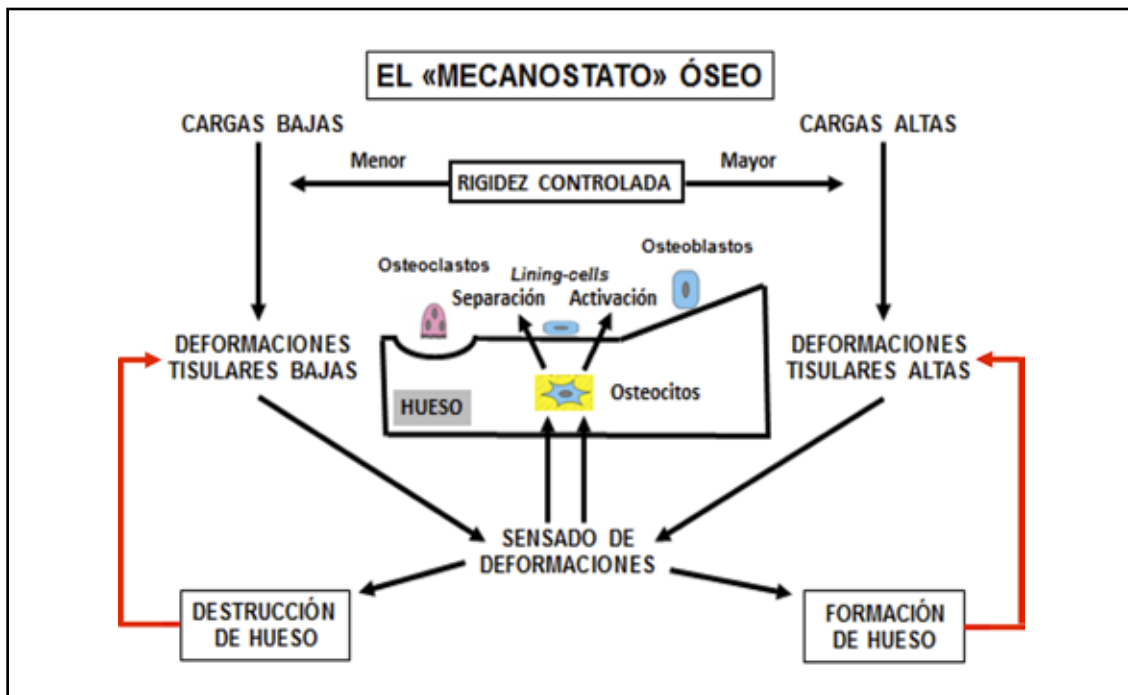 EL «MECANOSTATO» ÓSEO
CARGAS BAJAS
CARGAS ALTAS
Menor
RIGIDEZ CONTROLADA
Mayor
Osteoclastos
Lining-cells
Osteoblastos
Separación
Activación
DEFORMACIONES
TISULARES BAJAS
DEFORMACIONES
TISULARES ALTAS
HUESO
Osteocitos
SENSADO DE
DEFORMACIONES
DESTRUCCIÓN
DE HUESO
FORMACIÓN
DE HUESO